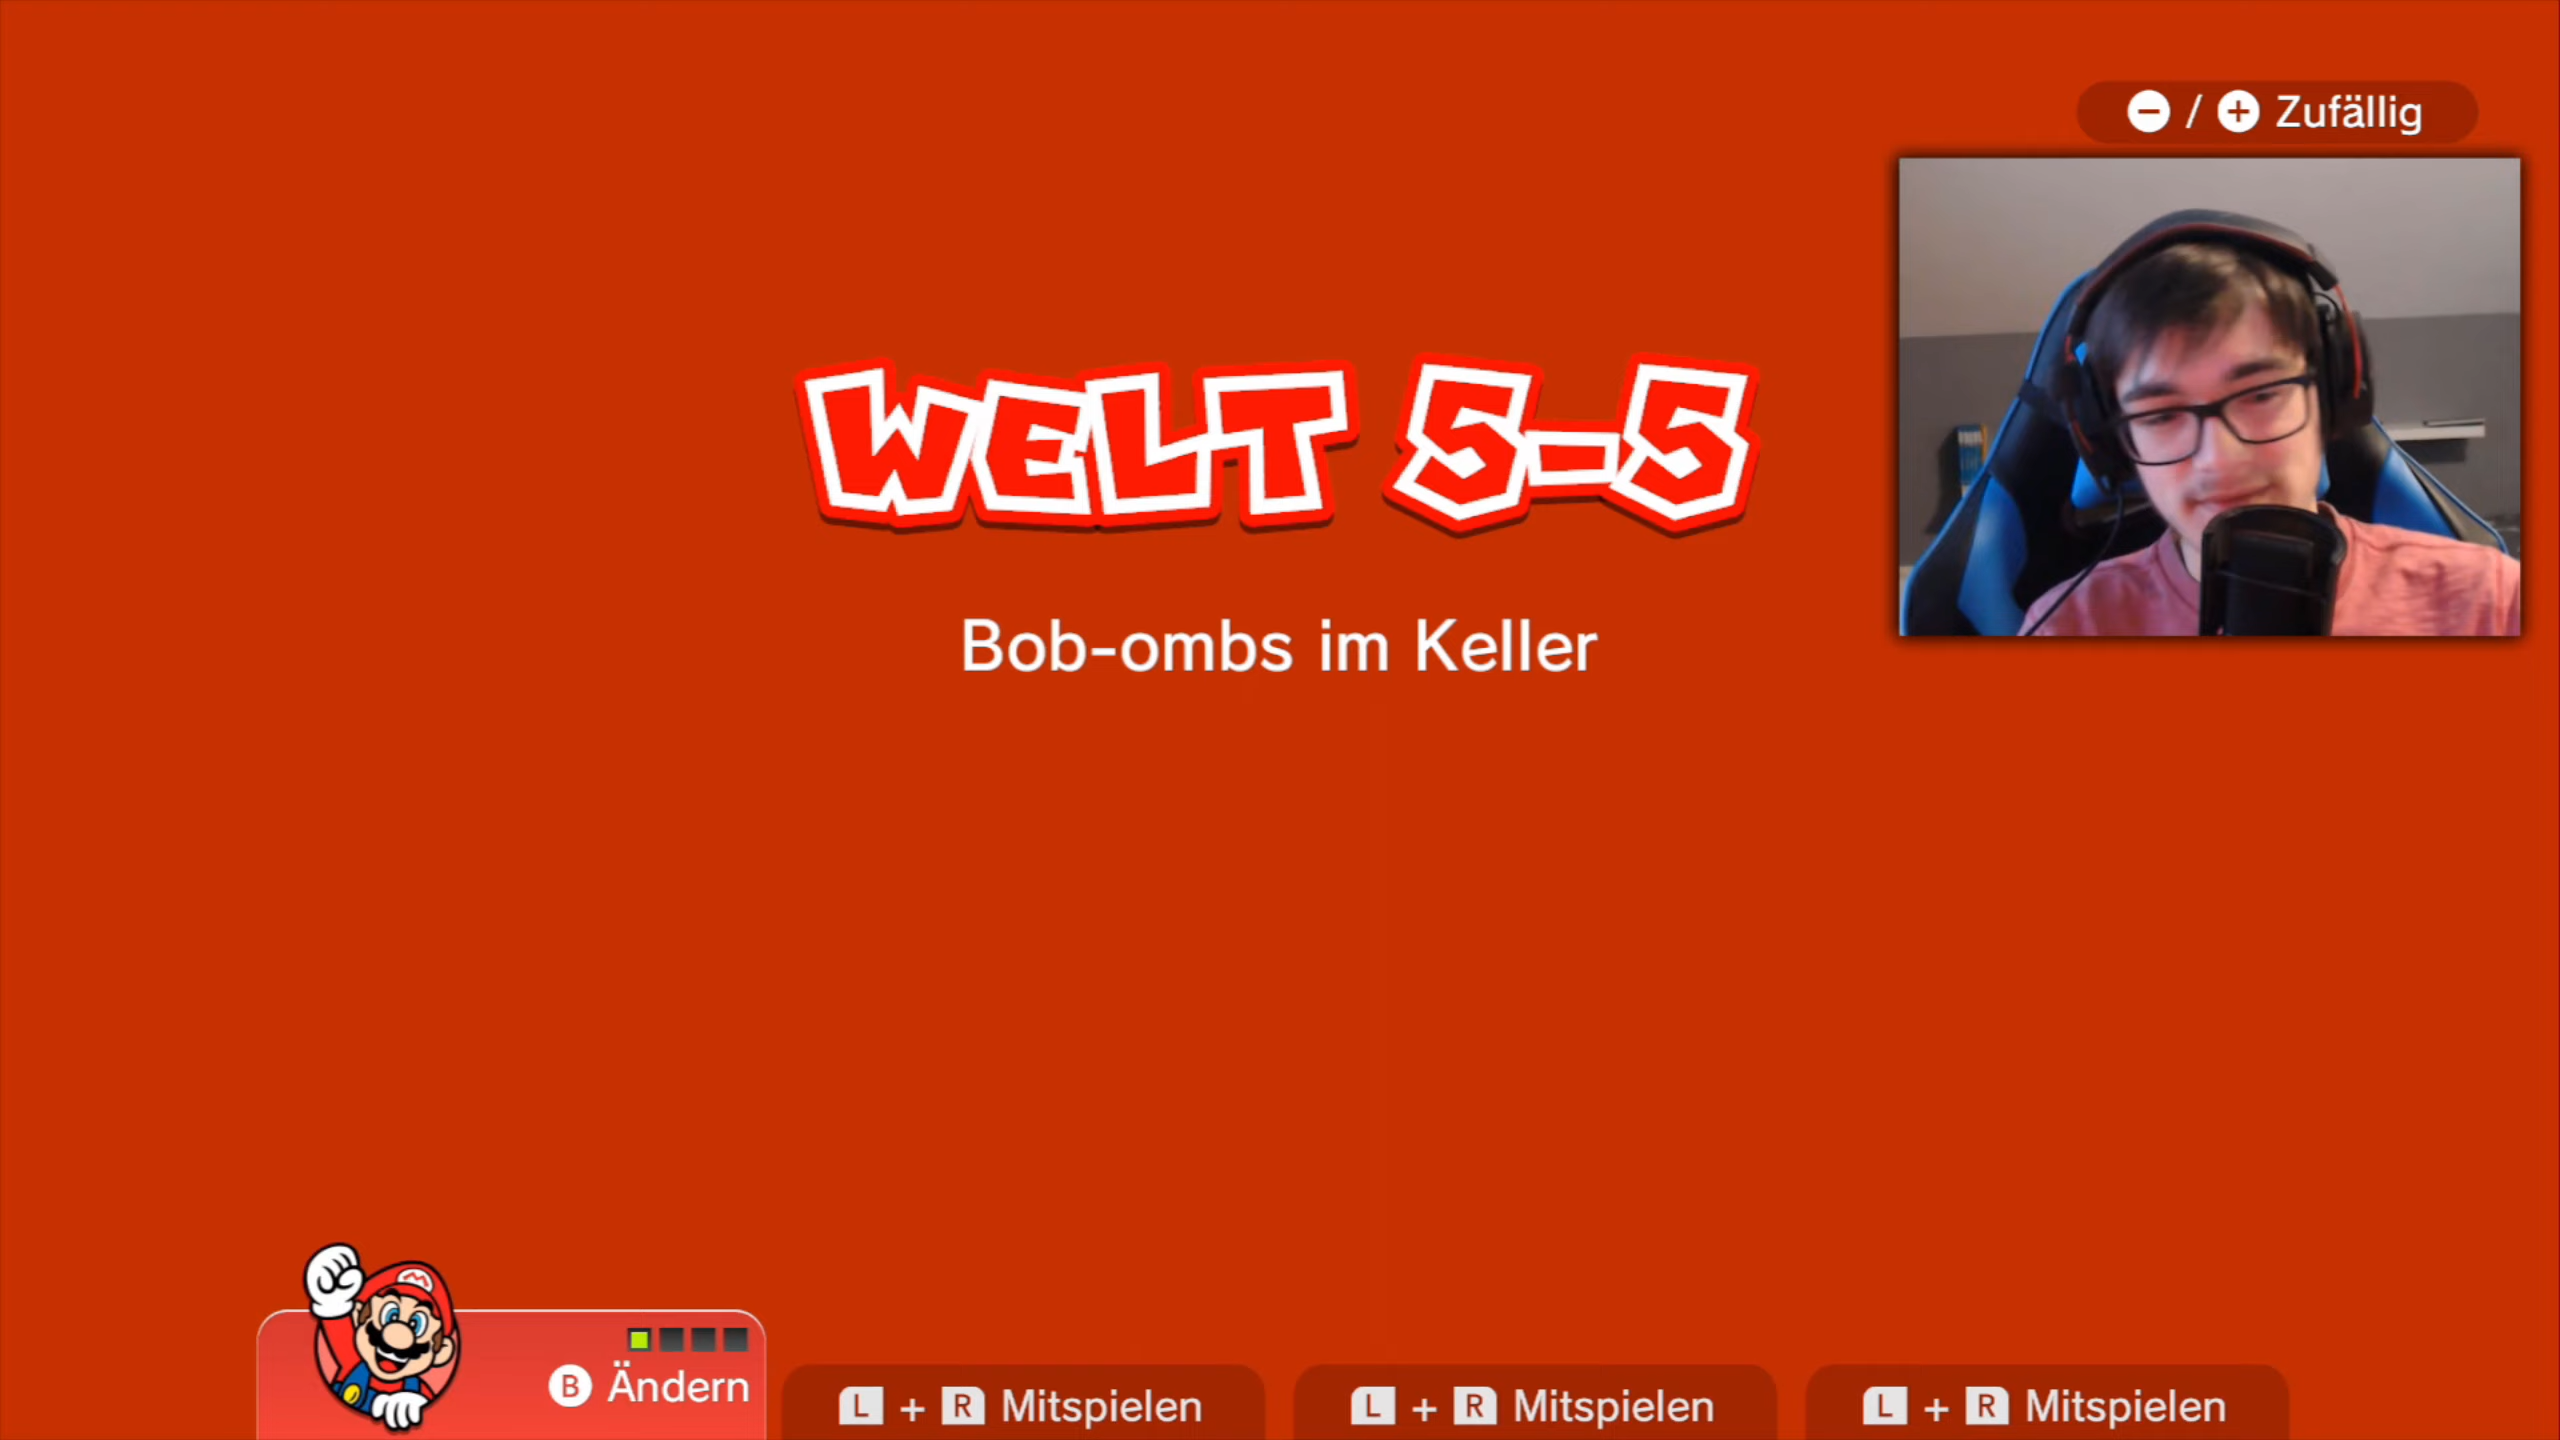 − / + Zufällig
WELT 5-5
Bob-ombs im Keller
B Ändern
L + R Mitspielen
L + R Mitspielen
L + R Mitspielen